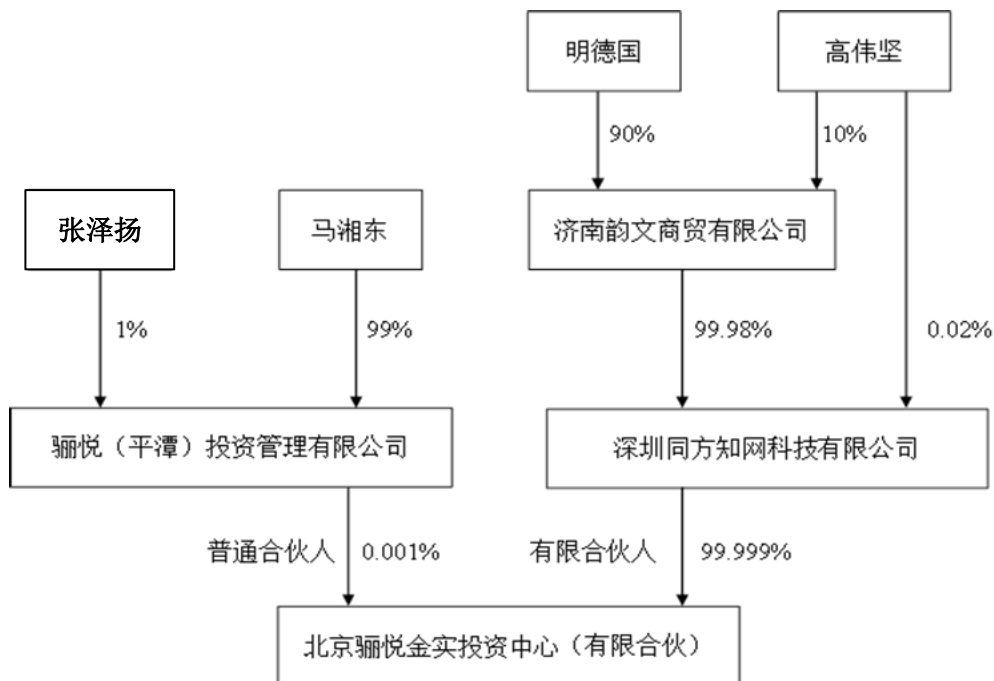 明德国
高伟坚
90%
10%
张泽扬
马湘东
济南韵文商贸有限公司
1%
99%
99.98%
0.02%
骊悦（平潭）投资管理有限公司
深圳同方知网科技有限公司
普通合伙人
0.001%
有限合伙人
99.999%
北京骊悦金实投资中心（有限合伙）